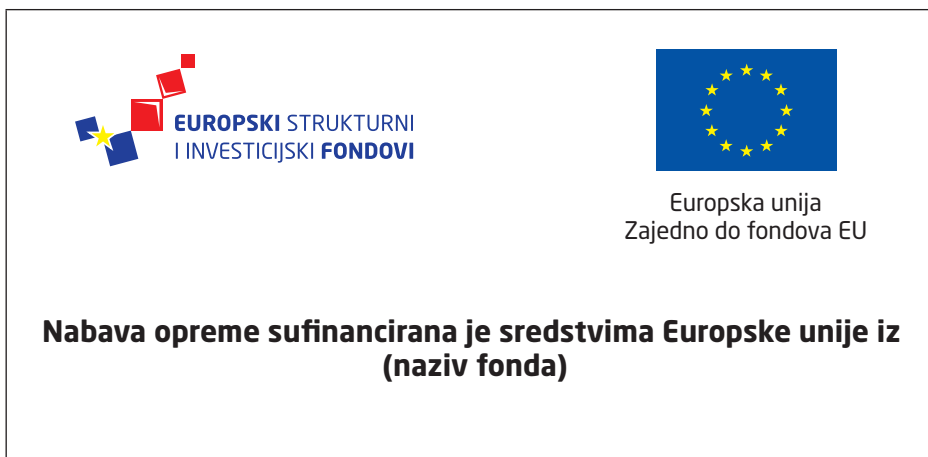 EUROPSKI STRUKTURNI
I INVESTICIJSKI FONDOVI
Europska unija
Zajedno do fondova EU
Nabava opreme sufinancirana je sredstvima Europske unije iz
(naziv fonda)